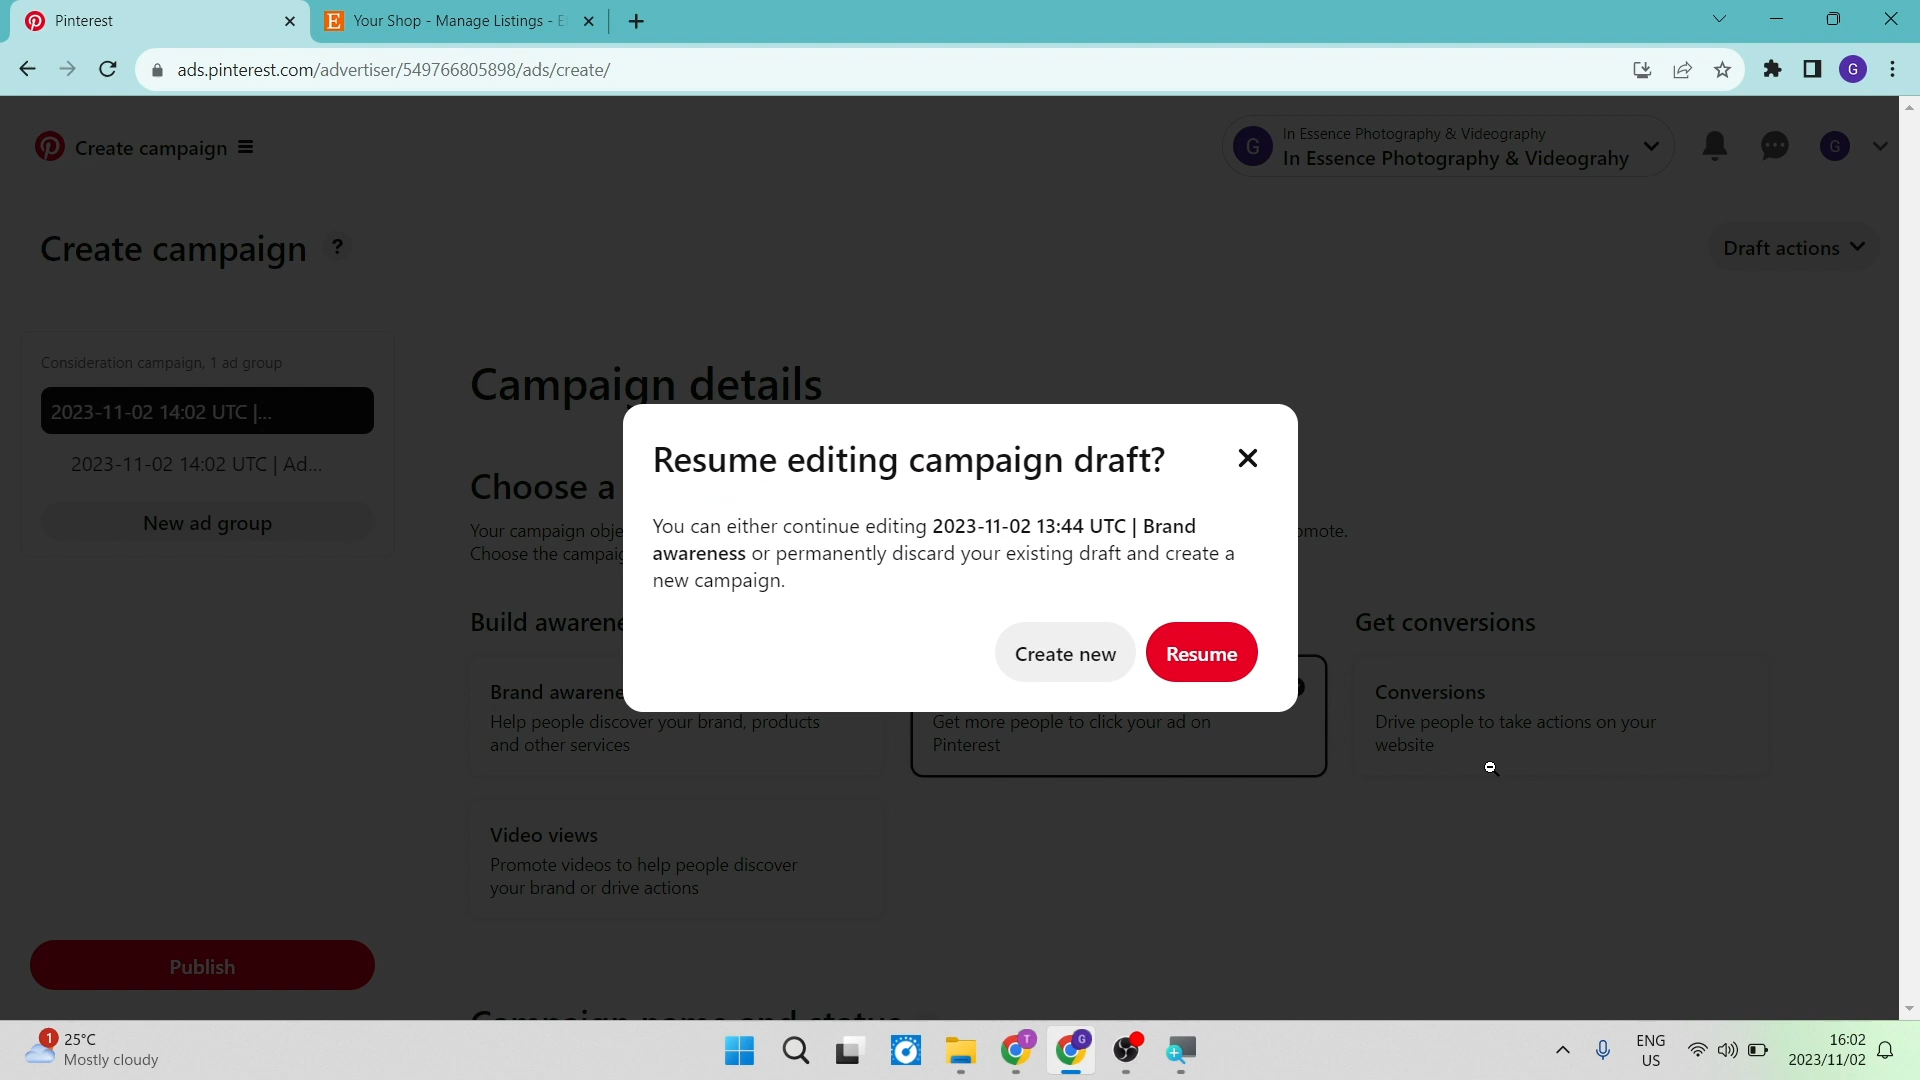 Pinterest
Your Shop - Manage Listings - E
ads.pinterest.com/advertiser/549766805898/ads/create/
G
Create campaign
G
In Essence Photography & Videography
In Essence Photography & Videograhy
G
Create campaign ?
Draft actions
Consideration campaign, 1 ad group
2023-11-02 14:02 UTC |...
2023-11-02 14:02 UTC | Ad...
New ad group
Campaign details
Choose a
Your campaign obje
omote.
Choose the campaig
Resume editing campaign draft?
You can either continue editing 2023-11-02 13:44 UTC | Brand
awareness or permanently discard your existing draft and create a
new campaign.
Create new
Resume
Build awarene
Get conversions
Brand awarene
Help people discover your brand, products
and other services
Get more people to click your ad on
Pinterest
Conversions
Drive people to take actions on your
website
Video views
Promote videos to help people discover
your brand or drive actions
Publish
Campaign name and status
1
25°C
Mostly cloudy
T
G
ENG
US
16:02
2023/11/02